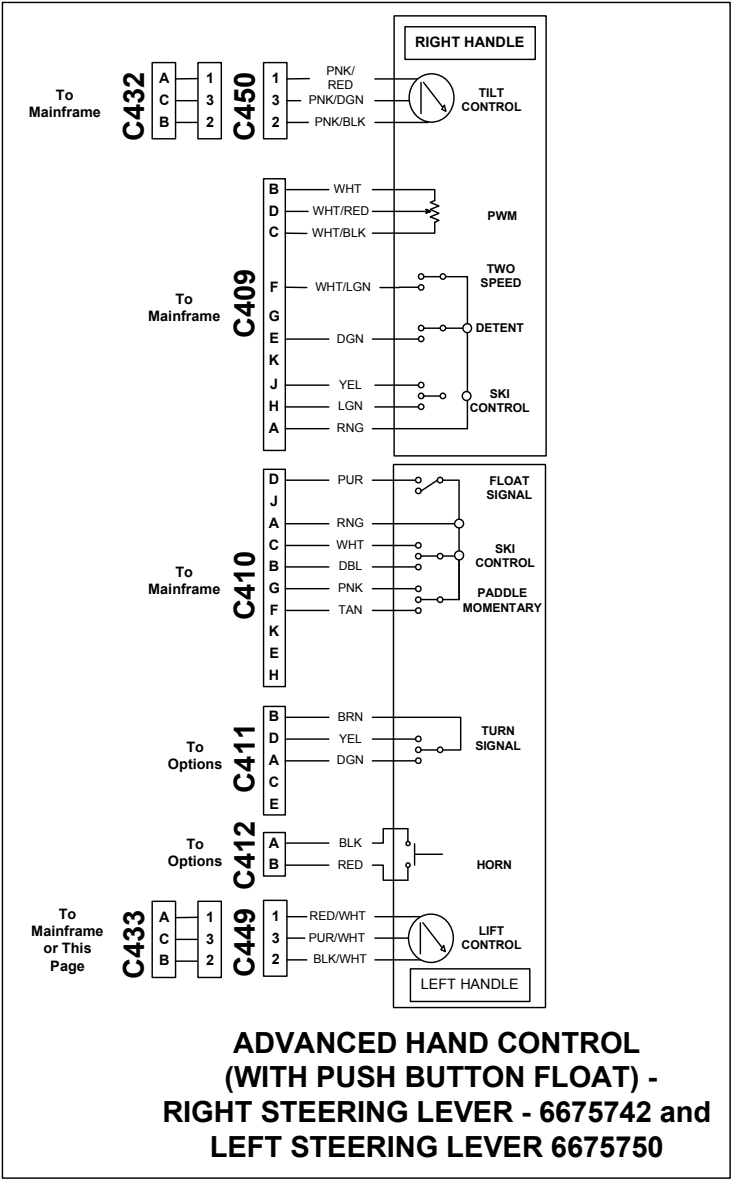 RIGHT HANDLE
To
Mainframe
C432
A 1
C 3
B 2
C450
1 PNK/
RED
3 PNK/DGN
2 PNK/BLK
TILT
CONTROL
To
Mainframe
C409
B WHT
D WHT/RED
C WHT/BLK
PWM
F WHT/LGN
TWO
SPEED
G
E DGN
DETENT
K
J YEL
H LGN
SKI
CONTROL
A RNG
To
Mainframe
C410
D PUR
FLOAT
SIGNAL
J
A RNG
C WHT
B DBL
SKI
CONTROL
G PNK
F TAN
PADDLE
MOMENTARY
K
E
H
To
Options
C411
B BRN
D YEL
A DGN
TURN
SIGNAL
C
E
To
Options
C412
A BLK
B RED
HORN
To
Mainframe
or This
Page
C433
A 1
C 3
B 2
C449
1 RED/WHT
3 PUR/WHT
2 BLK/WHT
LIFT
CONTROL
LEFT HANDLE
ADVANCED HAND CONTROL
(WITH PUSH BUTTON FLOAT) -
RIGHT STEERING LEVER - 6675742 and
LEFT STEERING LEVER 6675750